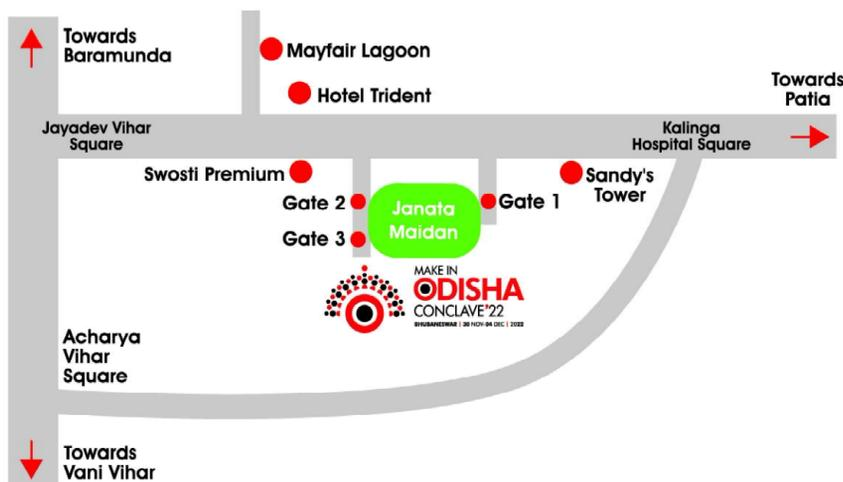 Towards
Baramunda
Mayfair Lagoon
Hotel Trident
Towards
Patia
Jayadev Vihar
Square
Kalinga
Hospital Square
Swosti Premium
Sandy's
Tower
Gate 2
Janata
Maidan
Gate 1
Gate 3
MAKE IN
ODISHA
CONCLAVE'22
BHUBANESWAR | 30 NOV-04 DEC | 2022
Acharya
Vihar
Square
Towards
Vani Vihar